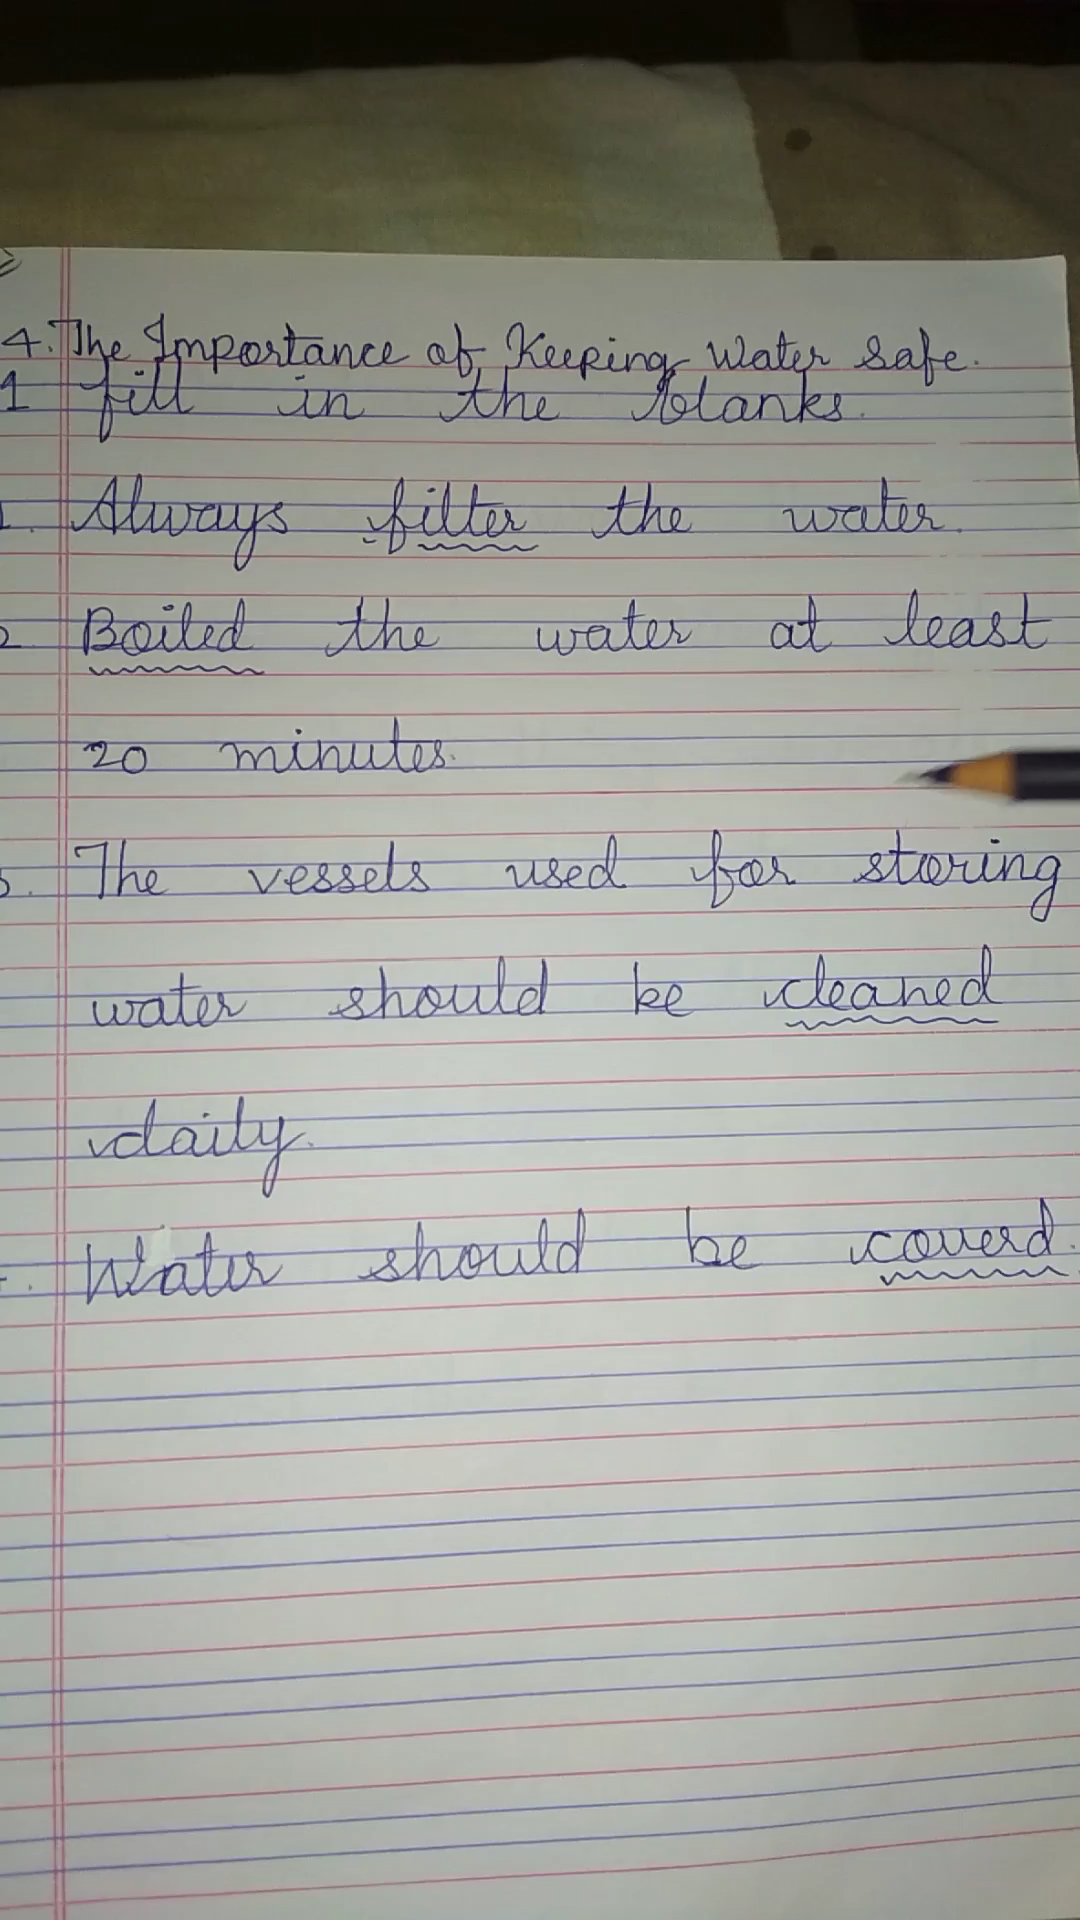 4. The Importance of Keeping Water Safe.
1 fill in the blanks.
1. Always filter the water.
2 Boiled the water at least
20 minutes.
3. The vessels used for storing
water should be cleaned
daily.
. Water should be coverd.